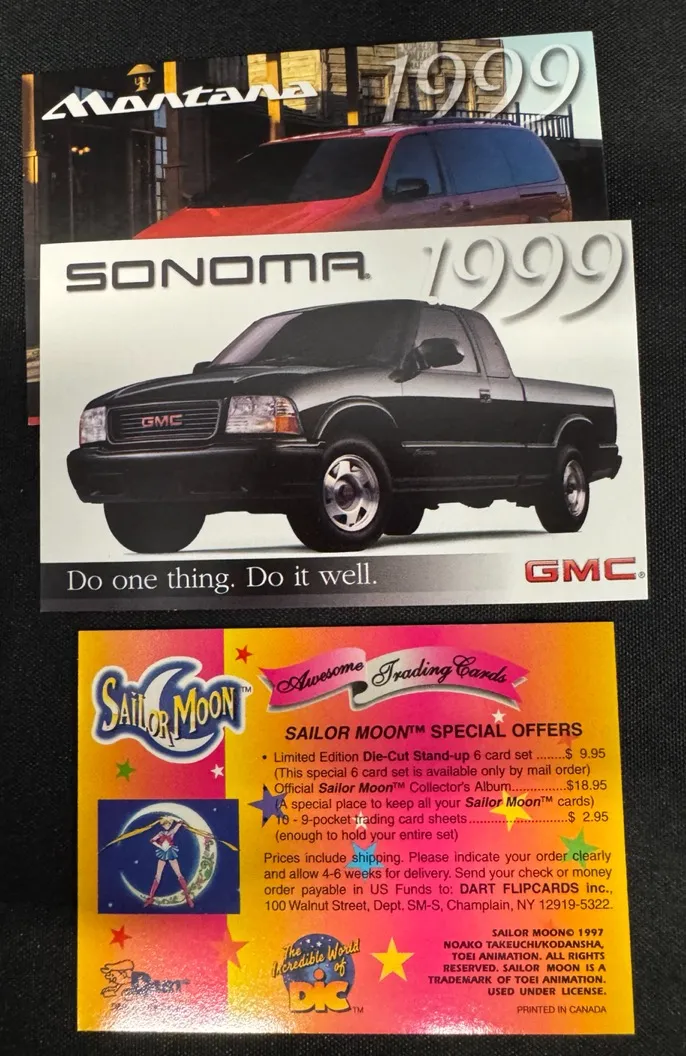 Montana 1999
SONOMA 1999
GMC
Do one thing. Do it well. GMC®
SAILOR MOON™
Awesome Trading Cards
SAILOR MOON™ SPECIAL OFFERS
• Limited Edition Die-Cut Stand-up 6 card set ........$ 9.95
(This special 6 card set is available only by mail order)
Official Sailor Moon™ Collector's Album...............$18.95
(A special place to keep all your Sailor Moon™ cards)
10 - 9-pocket trading card sheets..........................$ 2.95
(enough to hold your entire set)
Prices include shipping. Please indicate your order clearly
and allow 4-6 weeks for delivery. Send your check or money
order payable in US Funds to: DART FLIPCARDS inc.,
100 Walnut Street, Dept. SM-S, Champlain, NY 12919-5322.
DART
The
Incredible World
of
DiC™
SAILOR MOON© 1997
NOAKO TAKEUCHI/KODANSHA,
TOEI ANIMATION. ALL RIGHTS
RESERVED. SAILOR MOON IS A
TRADEMARK OF TOEI ANIMATION.
USED UNDER LICENSE.
PRINTED IN CANADA